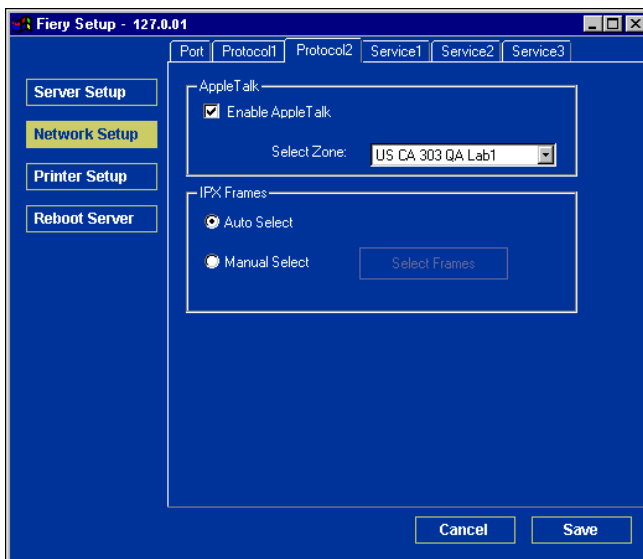 Fiery Setup - 127.0.01
Port Protocol1 Protocol2 Service1 Service2 Service3
Server Setup
Network Setup
Printer Setup
Reboot Server
AppleTalk
Enable AppleTalk
Select Zone: US CA 303 QA Lab1
IPX Frames
Auto Select
Manual Select Select Frames
Cancel Save